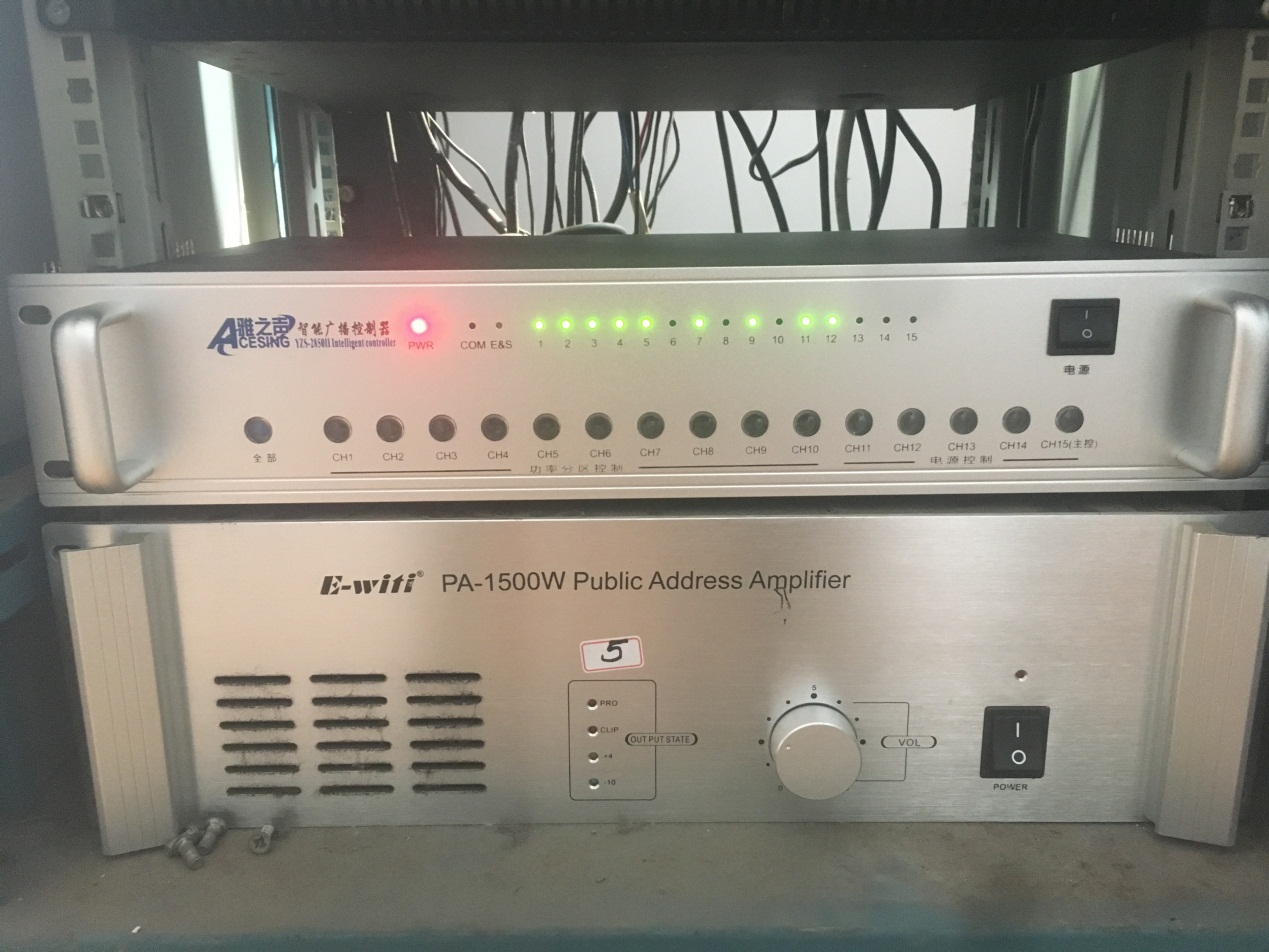 雅之声
ACESING
智能广播控制器
YZS-2850II Intelligent controller
PWR
COM E&S
1 2 3 4 5 6 7 8 9 10 11 12 13 14 15
电源
全部
CH1 CH2 CH3 CH4 CH5 CH6 CH7 CH8 CH9 CH10 CH11 CH12 CH13 CH14 CH15(主控)
功率分区控制
电源控制
E-witi® PA-1500W Public Address Amplifier
5
PRO
CLIP
+4
-10
OUT PUT STATE
5
0
VOL
POWER